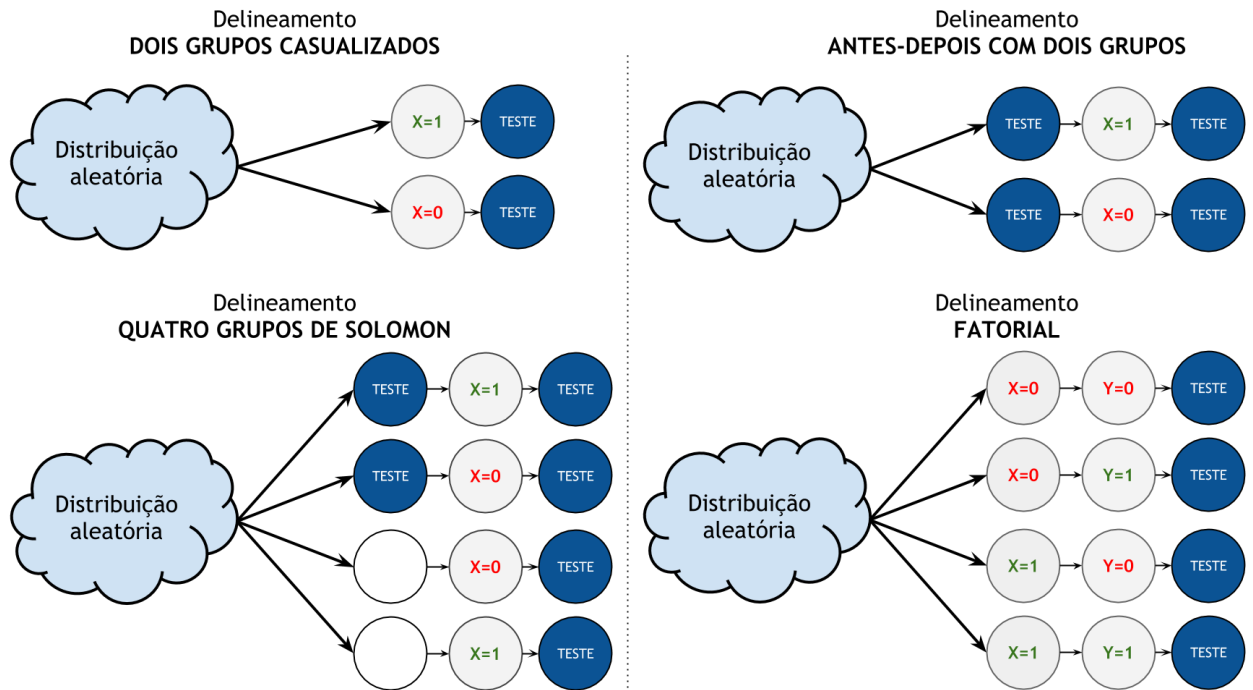 Delineamento
DOIS GRUPOS CASUALIZADOS
Distribuição
aleatória
X=1
TESTE
X=0
TESTE
Delineamento
ANTES-DEPOIS COM DOIS GRUPOS
Distribuição
aleatória
TESTE
X=1
TESTE
TESTE
X=0
TESTE
Delineamento
QUATRO GRUPOS DE SOLOMON
Distribuição
aleatória
TESTE
X=1
TESTE
TESTE
X=0
TESTE
X=0
TESTE
X=1
TESTE
Delineamento
FATORIAL
Distribuição
aleatória
X=0
Y=0
TESTE
X=0
Y=1
TESTE
X=1
Y=0
TESTE
X=1
Y=1
TESTE